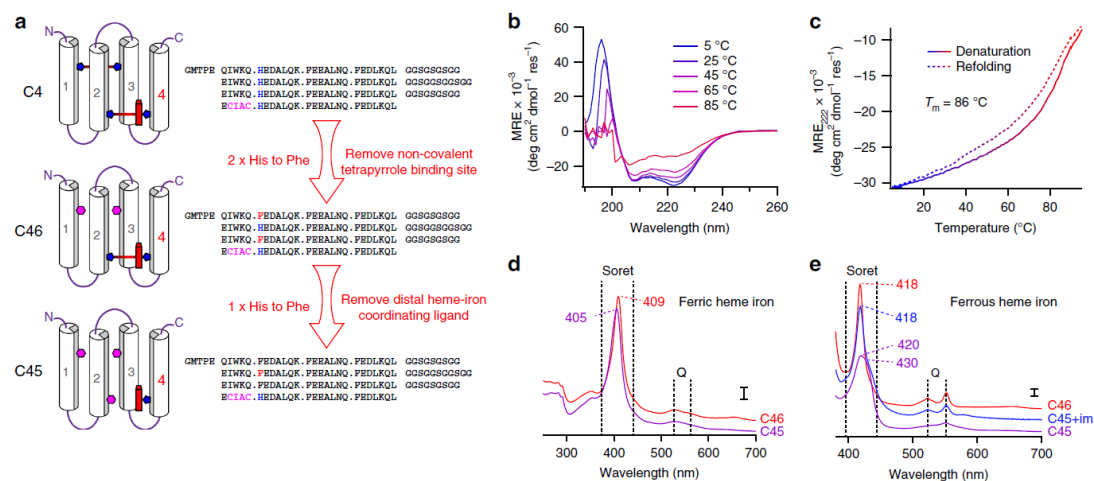 a
N
C
C4
1
2
3
4
GMTPE QIWKQ.HEDALQK.FEEALNQ.FEDLKQL GGSGSGSGG
EIWKQ.HEDALQK.FEEALNQ.FEDLKQL GGSGSGGSGG
EIWKQ.HEDALQK.FEEALNQ.FEDLKQL GGSGSGSGG
ECIAC.HEDALQK.FEEALNQ.FEDLKQL
2 x His to Phe
Remove non-covalent
tetrapyrrole binding site
N
C
C46
1
2
3
4
GMTPE QIWKQ.FEDALQK.FEEALNQ.FEDLKQL GGSGSGSGG
EIWKQ.HEDALQK.FEEALNQ.FEDLKQL GGSGSGGSGG
EIWKQ.FEDALQK.FEEALNQ.FEDLKQL GGSGSGSGG
ECIAC.HEDALQK.FEEALNQ.FEDLKQL
1 x His to Phe
Remove distal heme-iron
coordinating ligand
N
C
C45
1
2
3
4
GMTPE QIWKQ.FEDALQK.FEEALNQ.FEDLKQL GGSGSGSGG
EIWKQ.FEDALQK.FEEALNQ.FEDLKQL GGSGSGGSGG
EIWKQ.FEDALQK.FEEALNQ.FEDLKQL GGSGSGSGG
ECIAC.HEDALQK.FEEALNQ.FEDLKQL
b
MRE × 10⁻³
(deg cm² dmol⁻¹ res⁻¹)
60
40
20
0
−20
200
220
240
260
Wavelength (nm)
5 °C
25 °C
45 °C
65 °C
85 °C
c
MRE₂₂₂ × 10⁻³
(deg cm² dmol⁻¹ res⁻¹)
−10
−15
−20
−25
−30
20
40
60
80
Temperature (°C)
Denaturation
Refolding
Tm = 86 °C
d
Soret
409
405
Ferric heme iron
Q
C46
C45
300
400
500
600
700
Wavelength (nm)
e
Soret
418
418
420
430
Ferrous heme iron
Q
C46
C45+im
C45
400
500
600
700
Wavelength (nm)